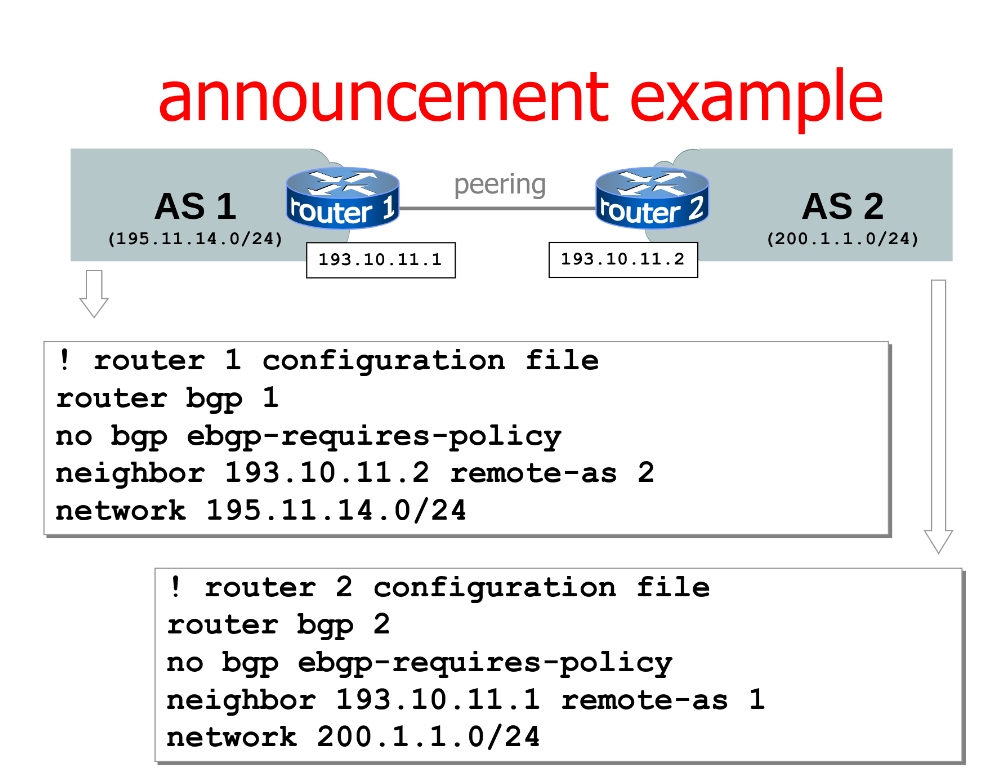 announcement example
peering
AS 1
router 1
router 2
AS 2
(195.11.14.0/24)
(200.1.1.0/24)
193.10.11.1
193.10.11.2
! router 1 configuration file
router bgp 1
no bgp ebgp-requires-policy
neighbor 193.10.11.2 remote-as 2
network 195.11.14.0/24
! router 2 configuration file
router bgp 2
no bgp ebgp-requires-policy
neighbor 193.10.11.1 remote-as 1
network 200.1.1.0/24